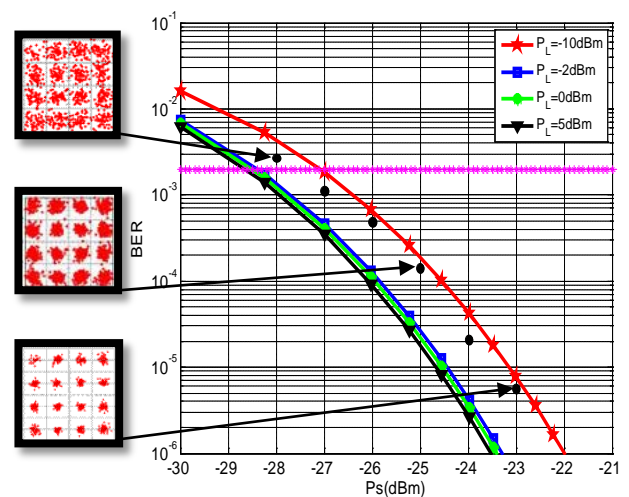 10^-1
10^-2
10^-3
10^-4
10^-5
10^-6
BER
-30 -29 -28 -27 -26 -25 -24 -23 -22 -21
Ps(dBm)
P_L=-10dBm
P_L=-2dBm
P_L=0dBm
P_L=5dBm